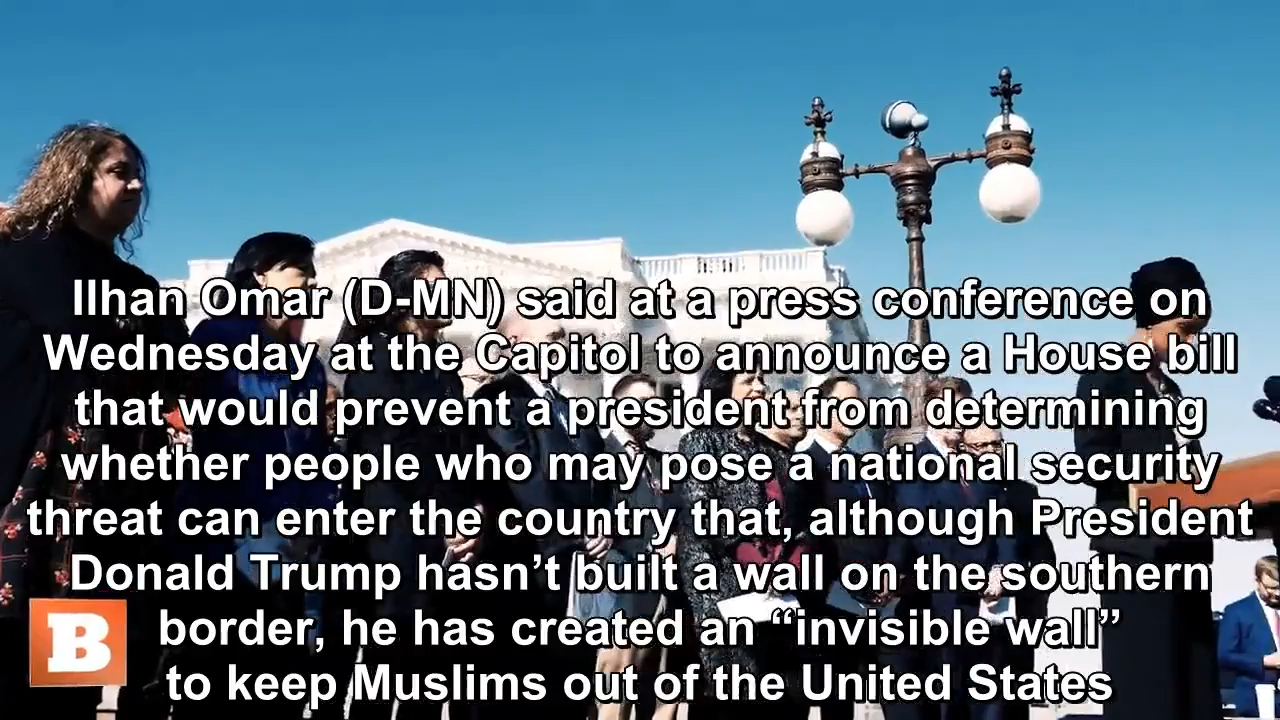 Ilhan Omar (D-MN) said at a press conference on
Wednesday at the Capitol to announce a House bill
that would prevent a president from determining
whether people who may pose a national security
threat can enter the country that, although President
Donald Trump hasn’t built a wall on the southern
border, he has created an “invisible wall”
to keep Muslims out of the United States
B